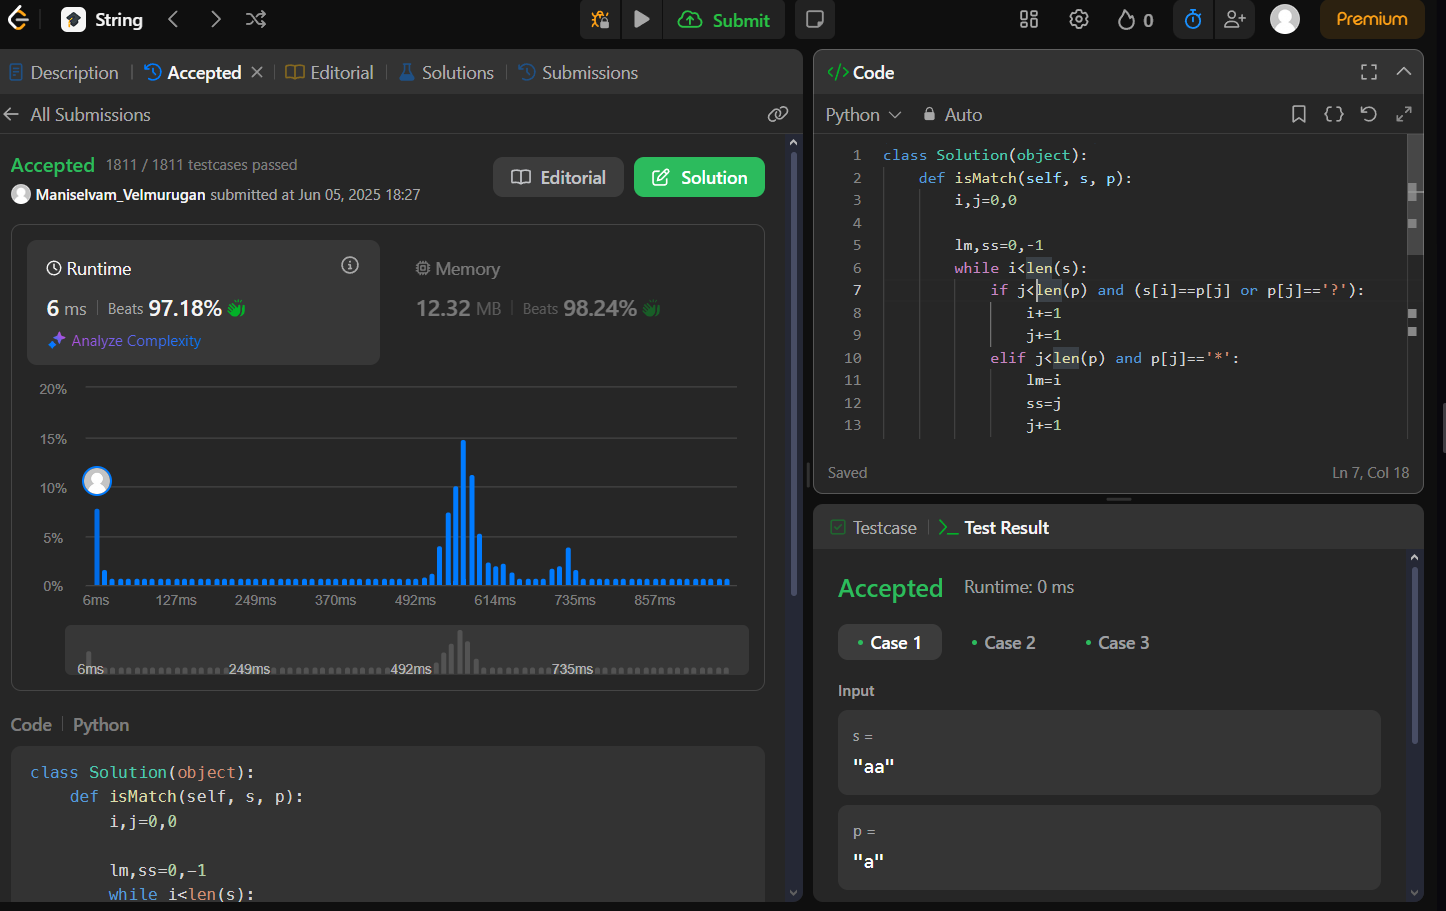 String
Submit
0
Premium
Description
Accepted
Editorial
Solutions
Submissions
All Submissions
Accepted 1811 / 1811 testcases passed
Maniselvam_Velmurugan submitted at Jun 05, 2025 18:27
Editorial
Solution
Runtime
6 ms Beats 97.18%
Analyze Complexity
Memory
12.32 MB Beats 98.24%
20%
15%
10%
5%
0%
6ms 127ms 249ms 370ms 492ms 614ms 735ms 857ms
6ms 249ms 492ms 735ms
Code Python
class Solution(object):
def isMatch(self, s, p):
i,j=0,0
lm,ss=0,-1
while i<len(s):
</> Code
Python Auto
1 class Solution(object):
2 def isMatch(self, s, p):
3 i,j=0,0
4
5 lm,ss=0,-1
6 while i<len(s):
7 if j<len(p) and (s[i]==p[j] or p[j]=='?'):
8 i+=1
9 j+=1
10 elif j<len(p) and p[j]=='*':
11 lm=i
12 ss=j
13 j+=1
Saved
Ln 7, Col 18
Testcase
Test Result
Accepted Runtime: 0 ms
Case 1 Case 2 Case 3
Input
s =
"aa"
p =
"a"